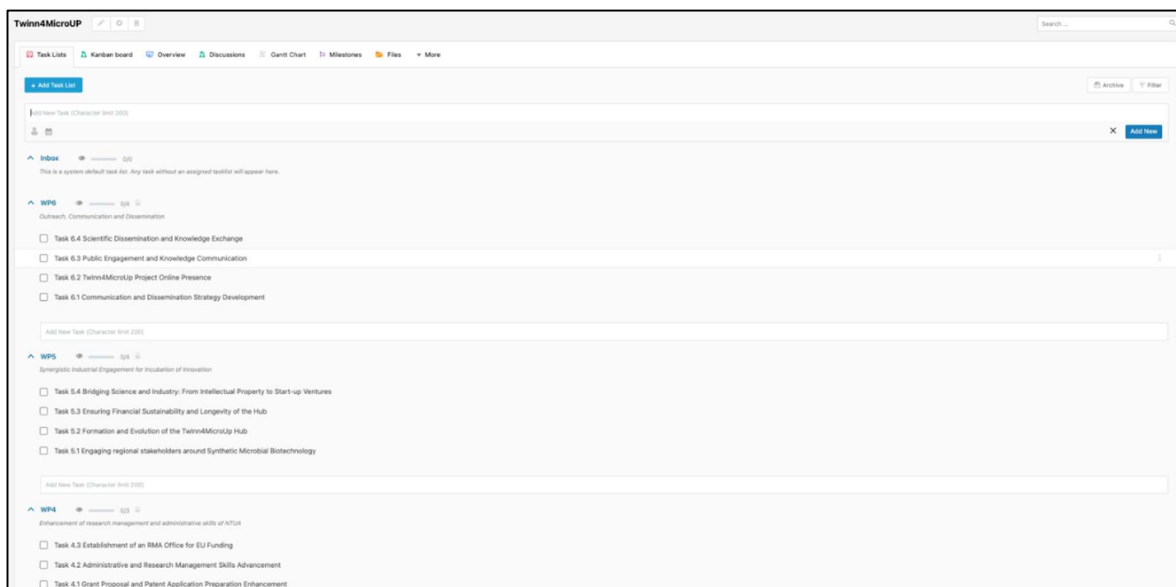 Twinn4MicroUP
Search ...
Task Lists Kanban board Overview Discussions Gantt Chart Milestones Files More
+ Add Task List
Archive Filter
Add New Task (Character limit 200)
Add New
Inbox 0/0
This is a system default task list. Any task without an assigned tasklist will appear here.
WP6 0/4
Outreach, Communication and Dissemination
Task 6.4 Scientific Dissemination and Knowledge Exchange
Task 6.3 Public Engagement and Knowledge Communication
Task 6.2 Twinn4MicroUp Project Online Presence
Task 6.1 Communication and Dissemination Strategy Development
Add New Task (Character limit 200)
WP5 0/4
Synergistic Industrial Engagement for Incubation of Innovation
Task 5.4 Bridging Science and Industry: From Intellectual Property to Start-up Ventures
Task 5.3 Ensuring Financial Sustainability and Longevity of the Hub
Task 5.2 Formation and Evolution of the Twinn4MicroUp Hub
Task 5.1 Engaging regional stakeholders around Synthetic Microbial Biotechnology
Add New Task (Character limit 200)
WP4 0/3
Enhancement of research management and administrative skills of NTUA
Task 4.3 Establishment of an RMA Office for EU Funding
Task 4.2 Administrative and Research Management Skills Advancement
Task 4.1 Grant Proposal and Patent Application Preparation Enhancement